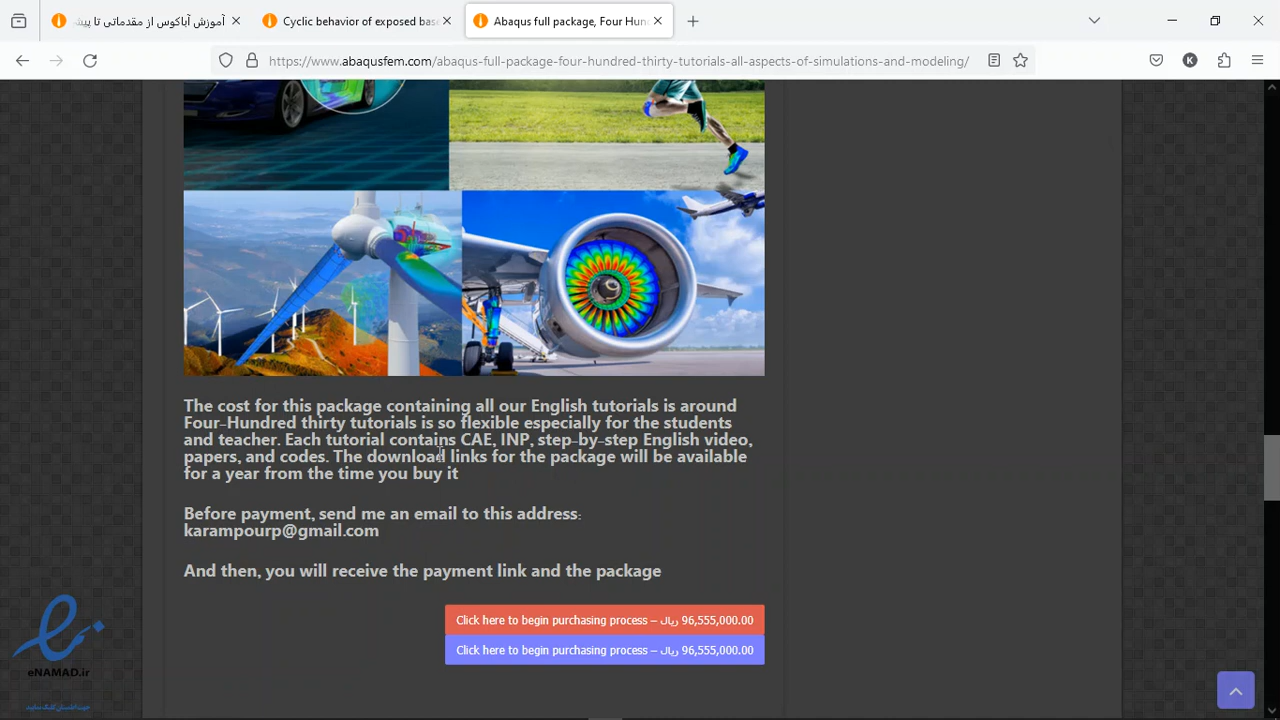 آموزش آباکوس از مقدماتی تا پیش
Cyclic behavior of exposed base
Abaqus full package, Four Hun
https://www.abaqusfem.com/abaqus-full-package-four-hundred-thirty-tutorials-all-aspects-of-simulations-and-modeling/
K
The cost for this package containing all our English tutorials is around
Four-Hundred thirty tutorials is so flexible especially for the students
and teacher. Each tutorial contains CAE, INP, step-by-step English video,
papers, and codes. The download links for the package will be available
for a year from the time you buy it
Before payment, send me an email to this address:
karampourp@gmail.com
And then, you will receive the payment link and the package
Click here to begin purchasing process – ریال 96,555,000.00
Click here to begin purchasing process – ریال 96,555,000.00
eNAMAD.ir